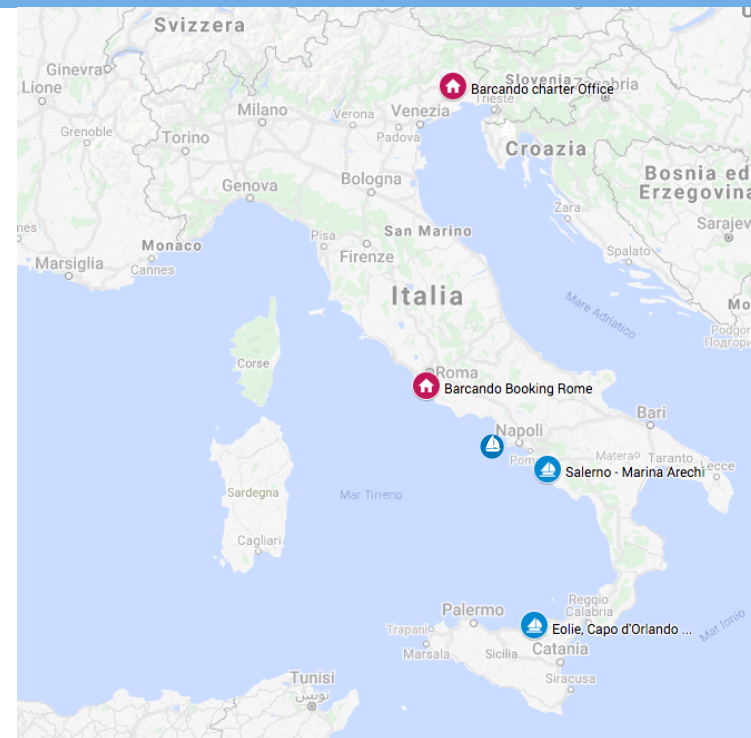 Svizzera
Ginevra
Barcando charter Office
Slovenia
Lione
Milano
Verona
Venezia
Trieste
Grenoble
Torino
Padova
Croazia
Bologna
Bosnia ed
Erzegovina
Genova
Zara
San Marino
Pisa
Monaco
Firenze
Spalato
Marsiglia
Cannes
Italia
Mare Adriatico
Corse
Roma
Barcando Booking Rome
Bari
Napoli
Matera
Taranto
Salerno - Marina Arechi
Sardegna
Mar Tirreno
Cagliari
Reggio
Calabria
Palermo
Eolie, Capo d'Orlando ...
Mar Ionio
Trapani
Marsala
Sicilia
Catania
Siracusa
Tunisi
تونس